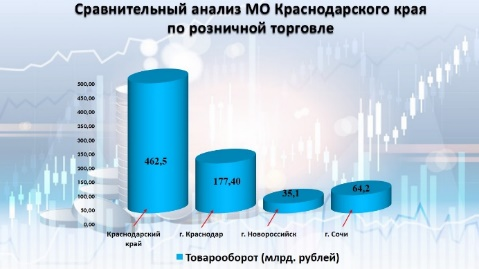 Сравнительный анализ МО Краснодарского края
по розничной торговле
500,00
450,00
400,00
350,00
300,00
250,00
200,00
150,00
100,00
50,00
0,00
462,5
177,40
35,1
64,2
Краснодарский
край
г. Краснодар
г. Новороссийск
г. Сочи
Товарооборот (млрд. рублей)